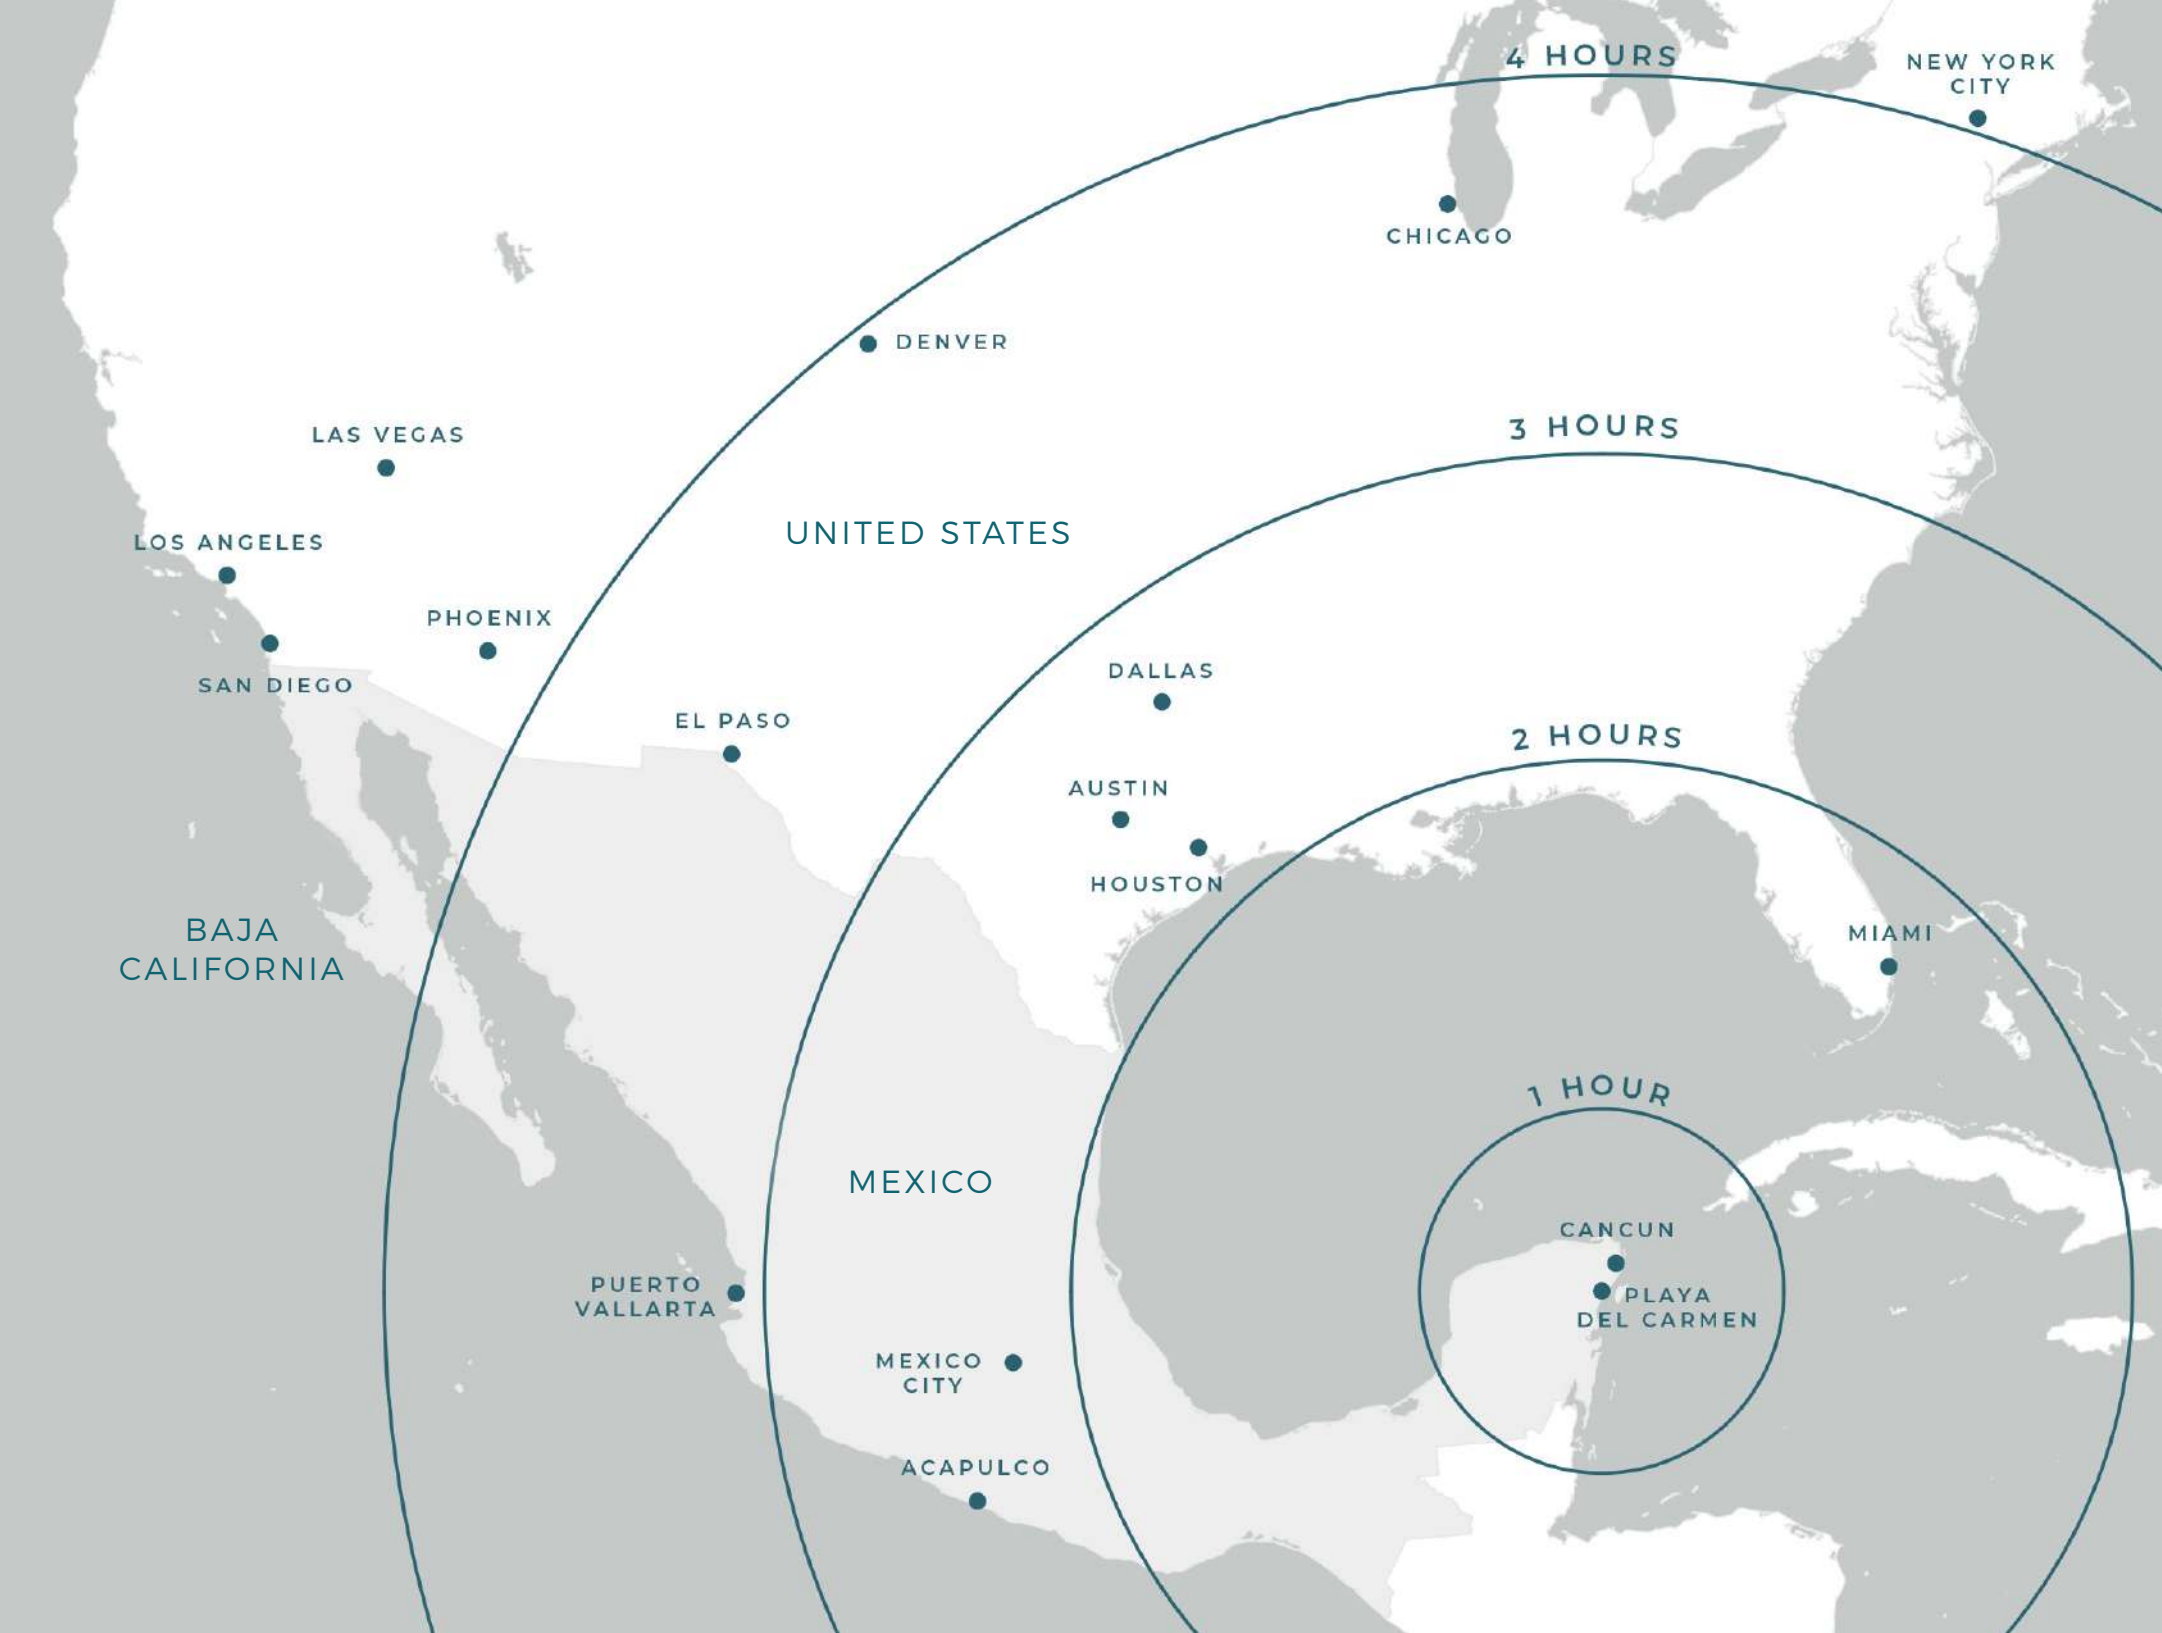 4 HOURS
NEW YORK
CITY
CHICAGO
DENVER
3 HOURS
LAS VEGAS
UNITED STATES
LOS ANGELES
PHOENIX
DALLAS
SAN DIEGO
EL PASO
2 HOURS
AUSTIN
HOUSTON
BAJA
CALIFORNIA
MIAMI
1 HOUR
MEXICO
CANCUN
PUERTO
VALLARTA
PLAYA
DEL CARMEN
MEXICO
CITY
ACAPULCO